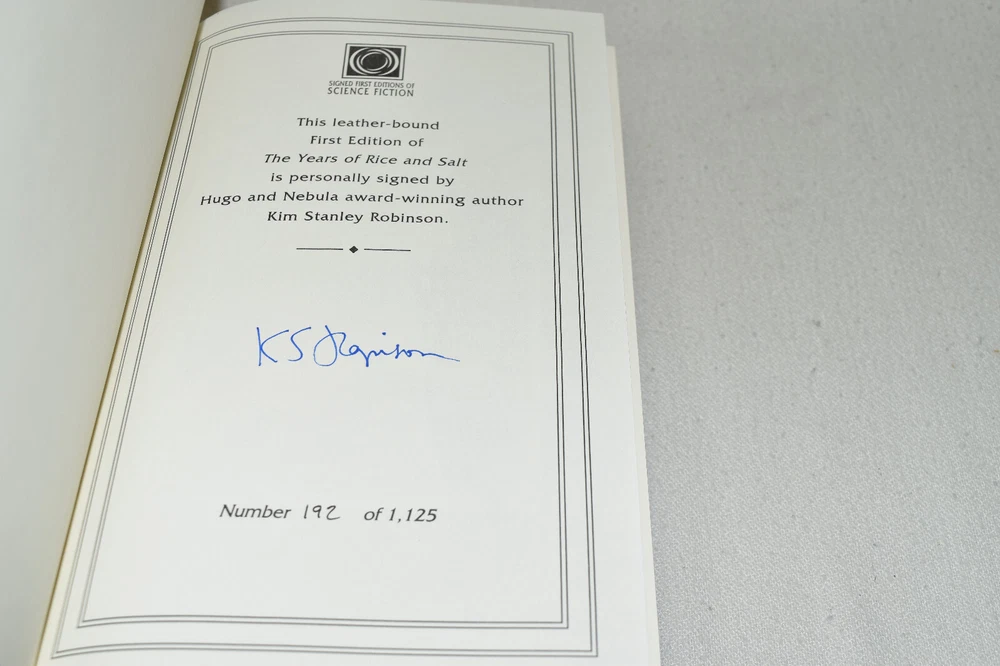 SIGNED FIRST EDITIONS OF
SCIENCE FICTION
This leather-bound
First Edition of
The Years of Rice and Salt
is personally signed by
Hugo and Nebula award-winning author
Kim Stanley Robinson.
K S Robinson
Number 192 of 1,125